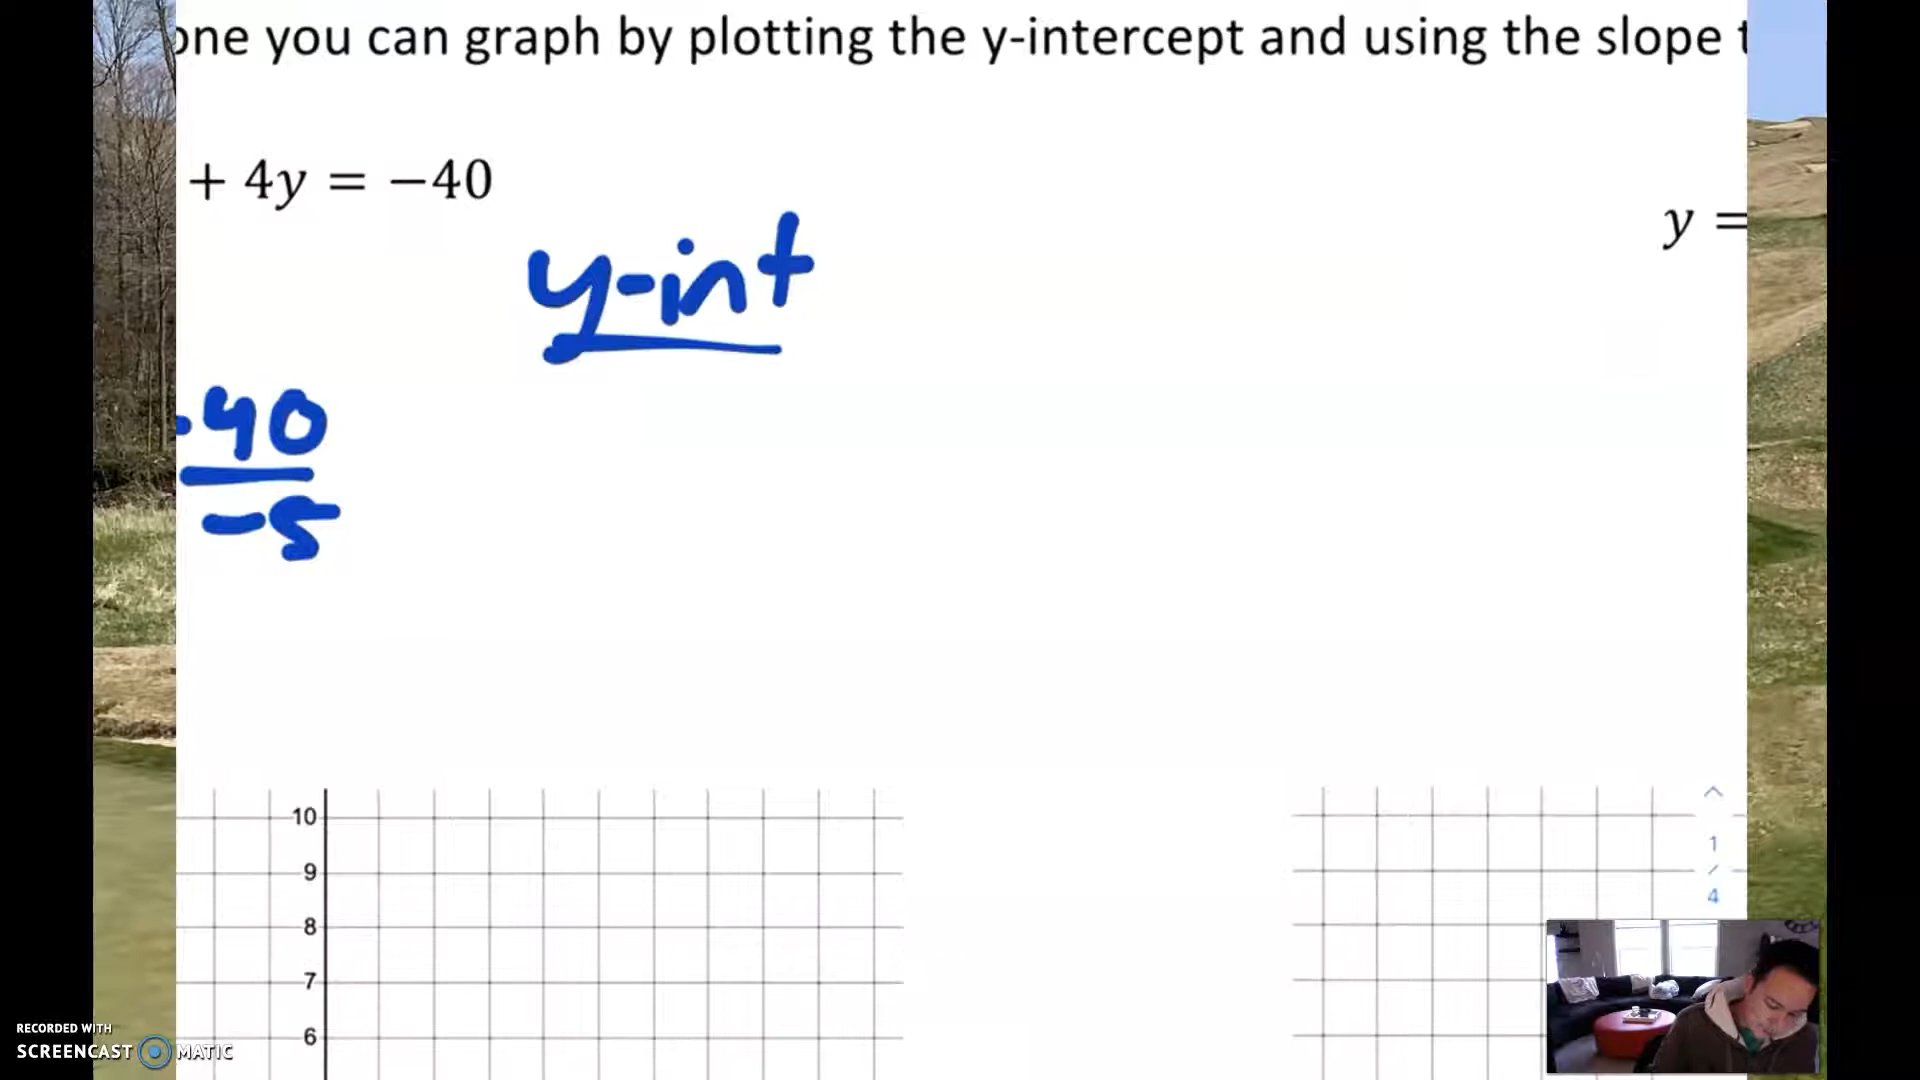 one you can graph by plotting the y-intercept and using the slope
+ 4y = −40
y =
y-int
-40
-5
10
9
8
7
6
1
/
4
RECORDED WITH
SCREENCAST MATIC